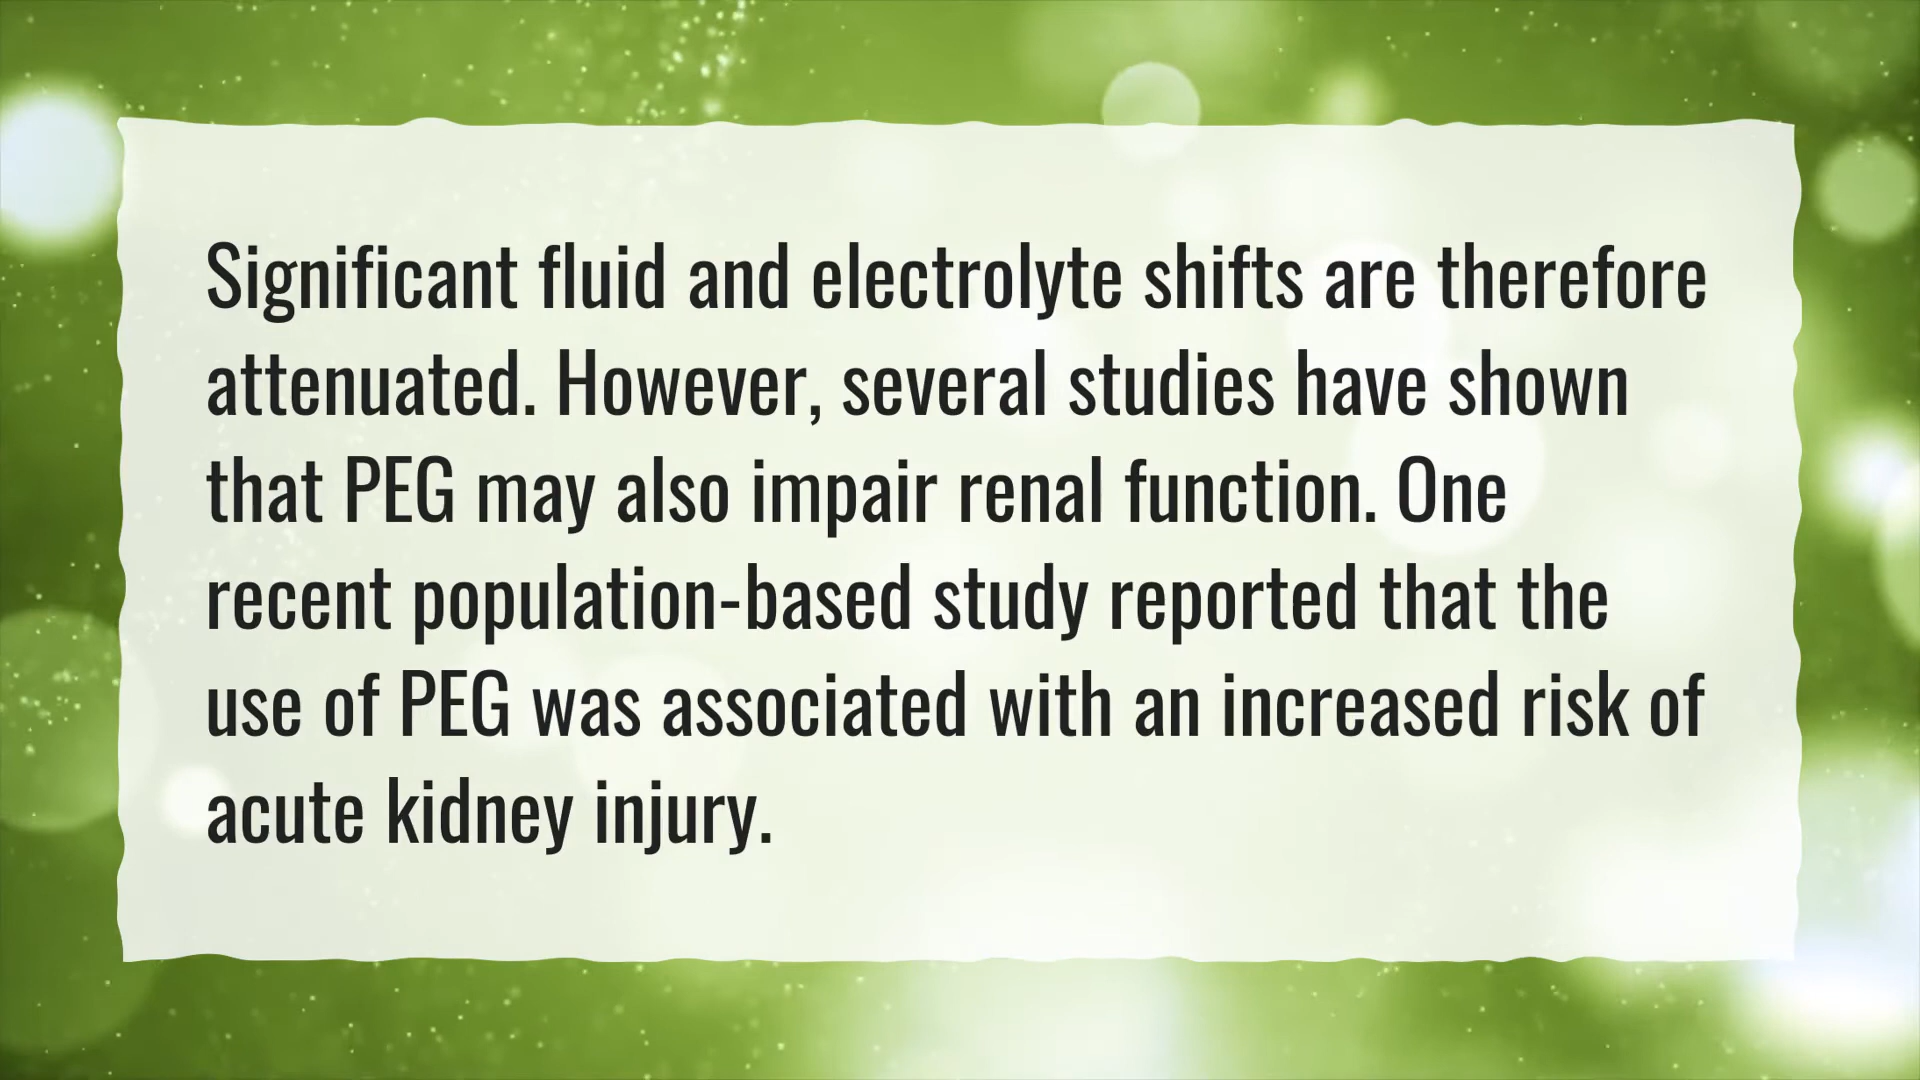 Significant fluid and electrolyte shifts are therefore
attenuated. However, several studies have shown
that PEG may also impair renal function. One
recent population-based study reported that the
use of PEG was associated with an increased risk of
acute kidney injury.